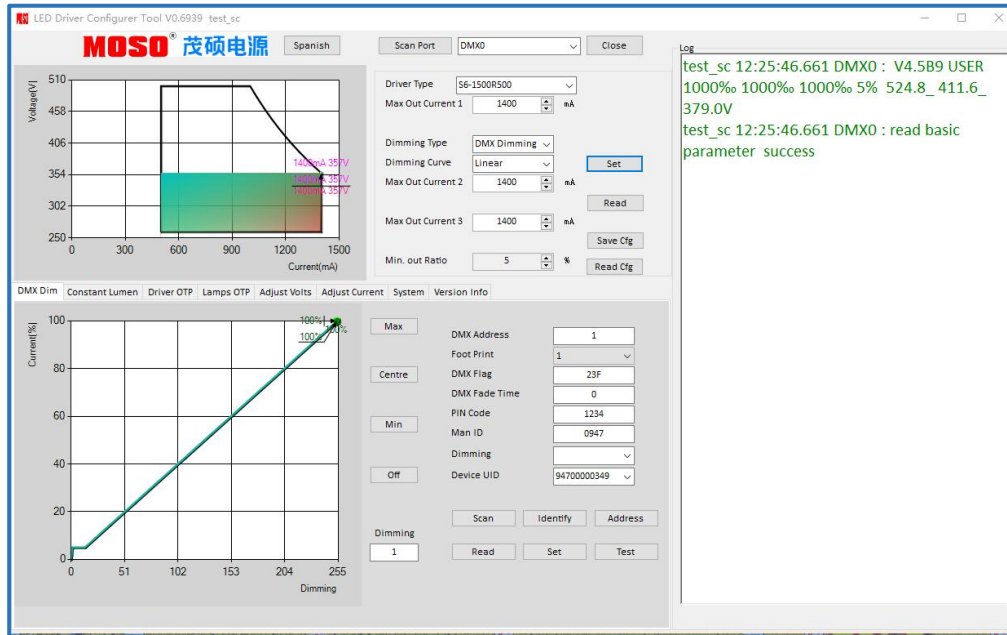 LED Driver Configurer Tool V0.6939 test_sc
MOSO® 茂硕电源
Spanish
Scan Port
DMX0
Close
Voltage[V]
510
458
406
354
302
250
0 300 600 900 1200 1500
Current(mA)
1400mA 357V
1400mA 357V
1400mA 357V
Driver Type
S6-1500R500
Max Out Current 1
1400
mA
Dimming Type
DMX Dimming
Dimming Curve
Linear
Set
Max Out Current 2
1400
mA
Read
Max Out Current 3
1400
mA
Save Cfg
Min. out Ratio
5
%
Read Cfg
DMX Dim Constant Lumen Driver OTP Lamps OTP Adjust Volts Adjust Current System Version Info
Current(%)
100
80
60
40
20
0
0 51 102 153 204 255
Dimming
100%
100%
100%
Max
Centre
Min
Off
Dimming
1
DMX Address
1
Foot Print
1
DMX Flag
23F
DMX Fade Time
0
PIN Code
1234
Man ID
0947
Dimming
Device UID
94700000349
Scan
Identify
Address
Read
Set
Test
Log
test_sc 12:25:46.661 DMX0 : V4.5B9 USER
1000‰ 1000‰ 1000‰ 5% 524.8_ 411.6_
379.0V
test_sc 12:25:46.661 DMX0 : read basic
parameter success